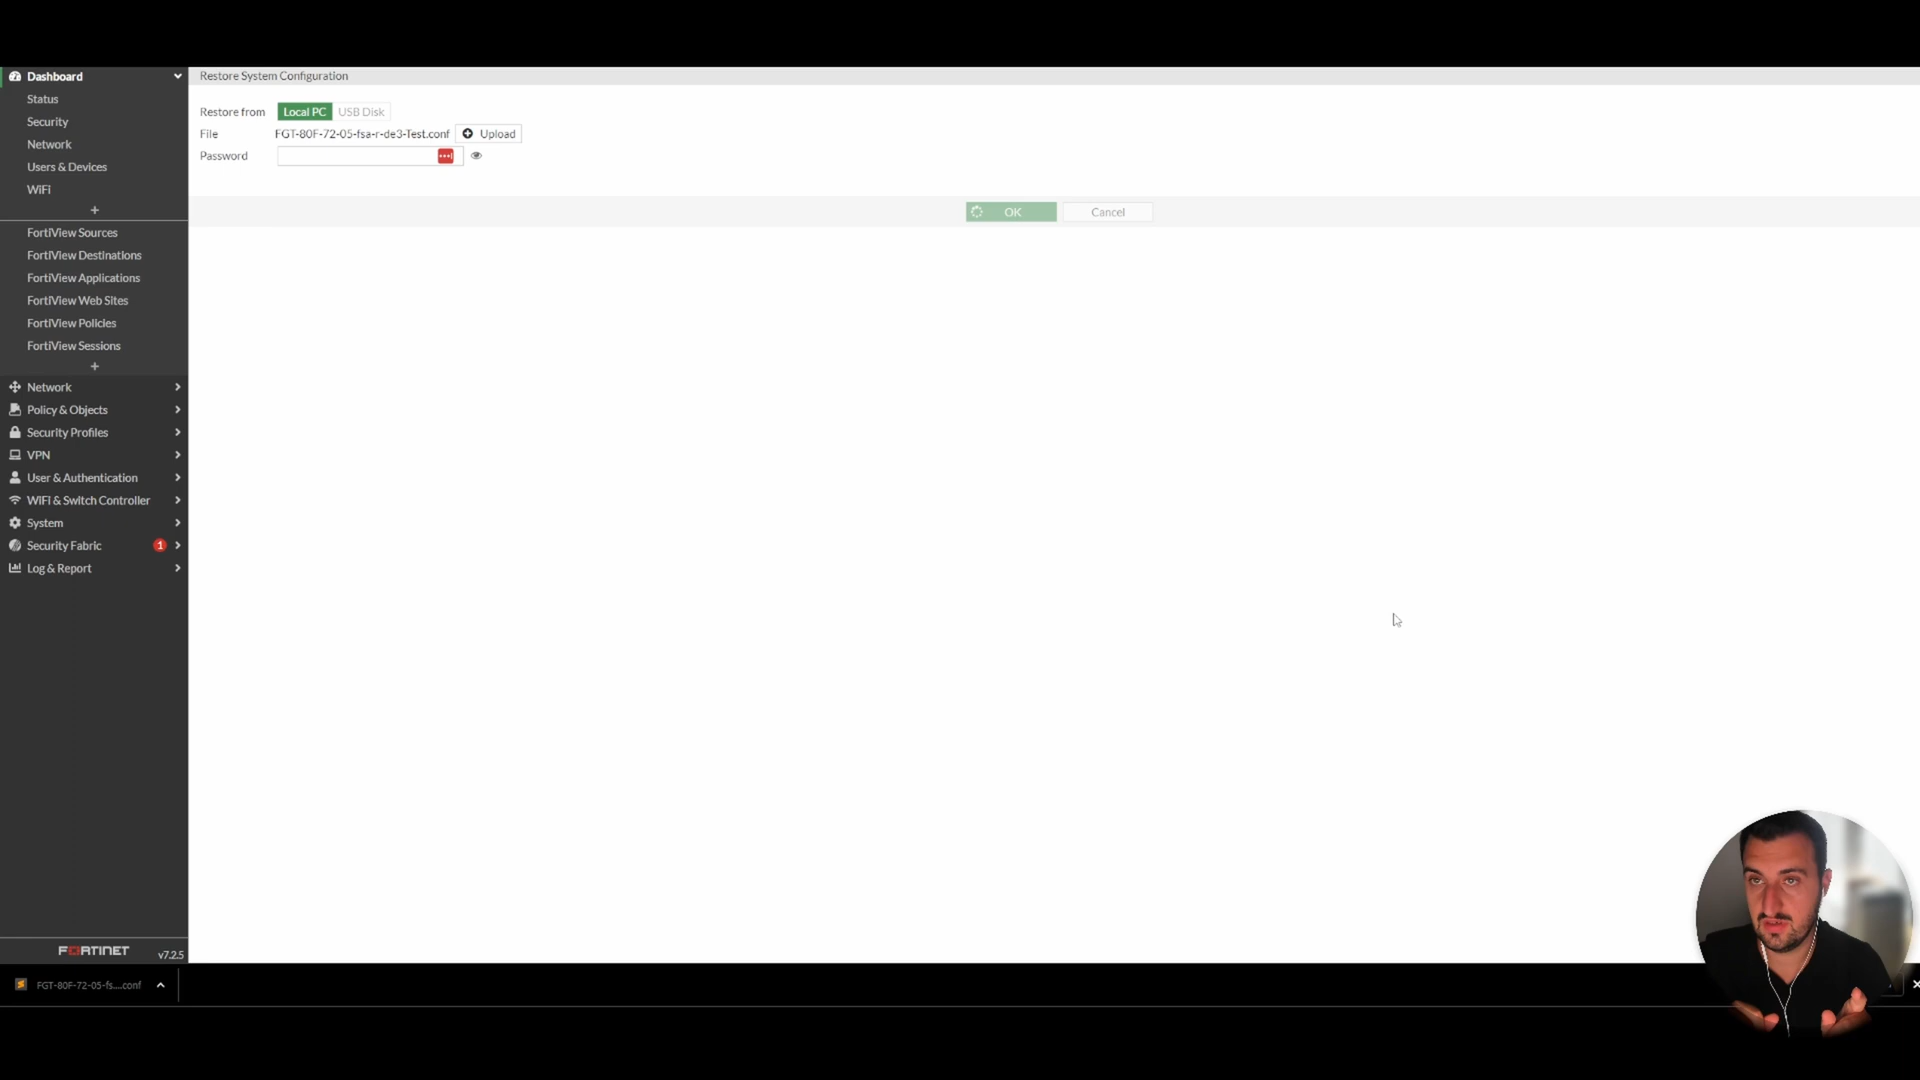 Dashboard
Status
Security
Network
Users & Devices
WiFi
+
FortiView Sources
FortiView Destinations
FortiView Applications
FortiView Web Sites
FortiView Policies
FortiView Sessions
+
Network
Policy & Objects
Security Profiles
VPN
User & Authentication
WiFi & Switch Controller
System
Security Fabric 1
Log & Report
FORTINET v7.2.5
Restore System Configuration
Restore from Local PC USB Disk
File FGT-80F-72-05-fsa-r-de3-Test.conf Upload
Password
OK Cancel
FGT-80F-72-05-fs....conf